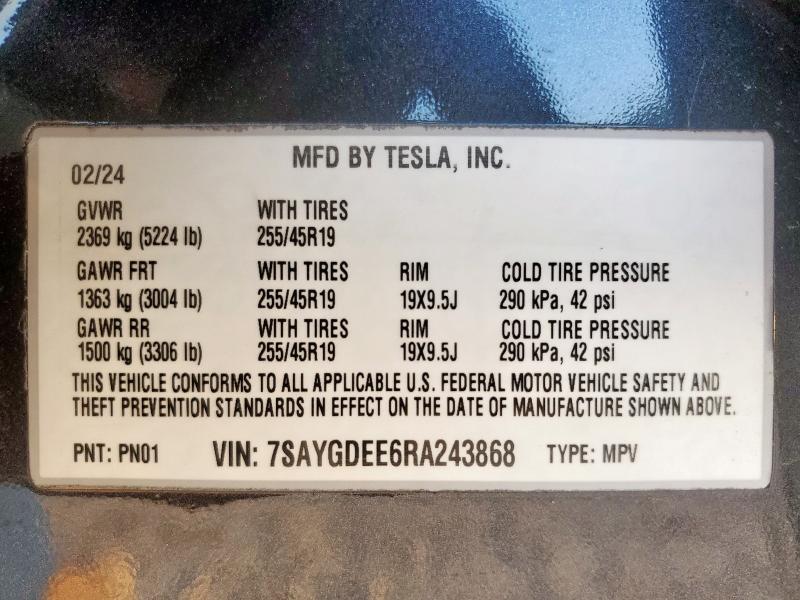 MFD BY TESLA, INC.
02/24
GVWR WITH TIRES
2369 kg (5224 lb) 255/45R19
GAWR FRT WITH TIRES RIM COLD TIRE PRESSURE
1363 kg (3004 lb) 255/45R19 19X9.5J 290 kPa, 42 psi
GAWR RR WITH TIRES RIM COLD TIRE PRESSURE
1500 kg (3306 lb) 255/45R19 19X9.5J 290 kPa, 42 psi
THIS VEHICLE CONFORMS TO ALL APPLICABLE U.S. FEDERAL MOTOR VEHICLE SAFETY AND
THEFT PREVENTION STANDARDS IN EFFECT ON THE DATE OF MANUFACTURE SHOWN ABOVE.
PNT: PN01 VIN: 7SAYGDEE6RA243868 TYPE: MPV